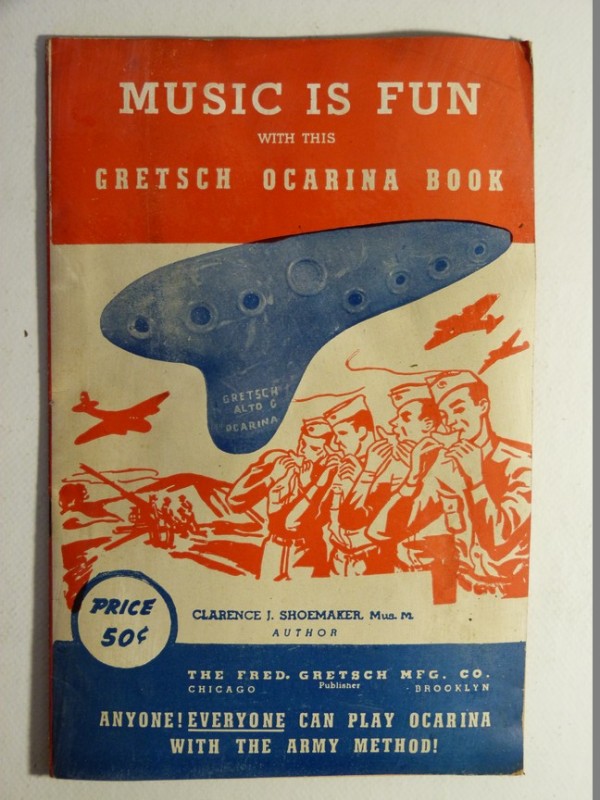 MUSIC IS FUN
WITH THIS
GRETSCH OCARINA BOOK
GRETSCH
ALTO G
OCARINA
PRICE
50¢
CLARENCE J. SHOEMAKER, Mus. M.
AUTHOR
THE FRED. GRETSCH MFG. CO.
CHICAGO Publisher BROOKLYN
ANYONE! EVERYONE CAN PLAY OCARINA
WITH THE ARMY METHOD!